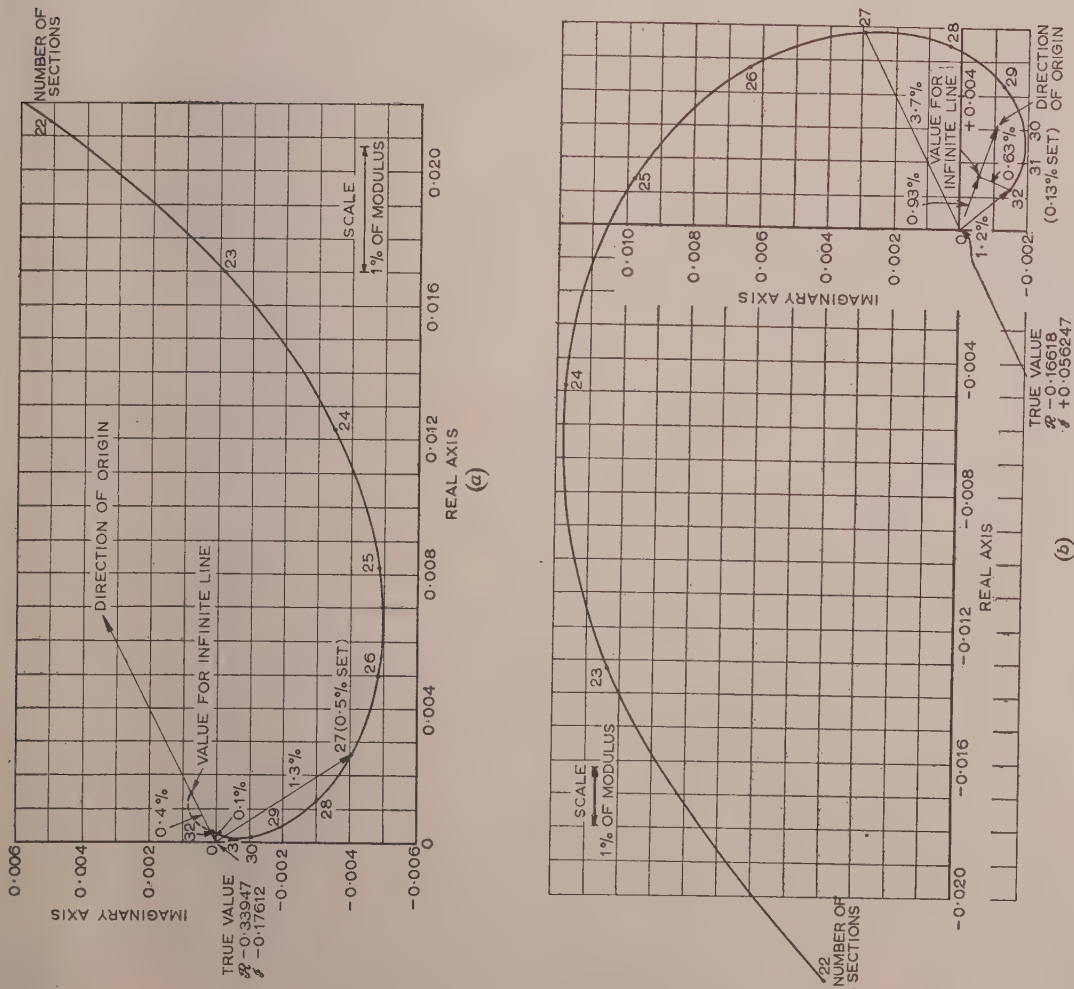 NUMBER OF
SECTIONS
22
23
24
25
26
27 (0·5% SET)
28
29
30
31
32
DIRECTION OF ORIGIN
VALUE FOR INFINITE LINE
0·4%
0·1%
1·3%
SCALE
1% OF MODULUS
IMAGINARY AXIS
0.006
0.004
0.002
0
-0.002
-0.004
-0.006
0
0.004
0.008
0.012
0.016
0.020
REAL AXIS
TRUE VALUE
ℛ -0·33947
𝒥 -0·17612
(a)
22
NUMBER OF
SECTIONS
23
24
25
26
27
28
29
30
31
32
(0·13% SET)
DIRECTION
OF ORIGIN
VALUE FOR
INFINITE LINE
+0.004
3·7%
0·93%
0·63%
1·2%
SCALE
1% OF MODULUS
IMAGINARY AXIS
0.010
0.008
0.006
0.004
0.002
0
-0.002
-0.004
-0.008
-0.012
-0.016
-0.020
REAL AXIS
TRUE VALUE
ℛ -0·16618
𝒥 +0·056247
(b)